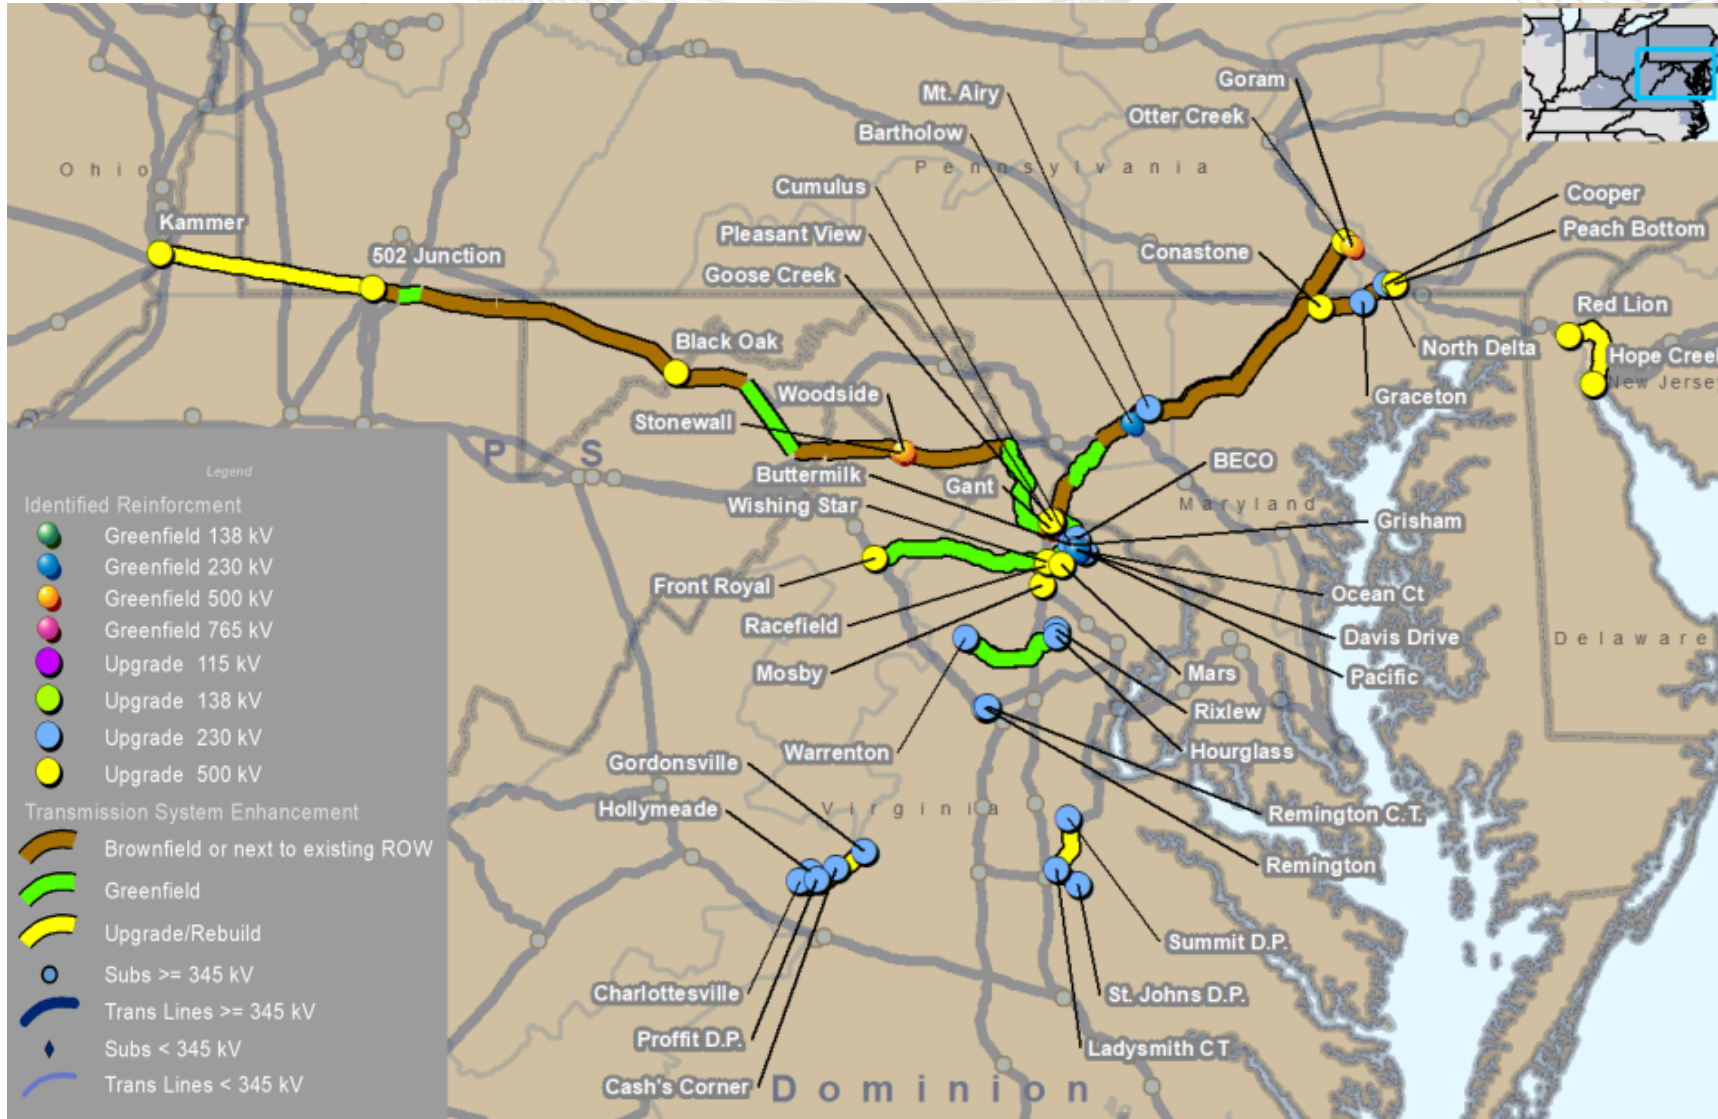 Goram
Mt. Airy
Otter Creek
Bartholow
Ohio
Pennsylvania
Cumulus
Cooper
Kammer
Pleasant View
Peach Bottom
502 Junction
Conastone
Goose Creek
Red Lion
Black Oak
North Delta
Hope Creek
New Jersey
Woodside
Graceton
Stonewall
P S
BECO
Buttermilk
Gant
Wishing Star
Maryland
Grisham
Front Royal
Ocean Ct
Racefield
Davis Drive
Delaware
Mosby
Mars
Pacific
Rixlew
Warrenton
Hourglass
Gordonsville
Hollymeade
Virginia
Remington C.T.
Remington
Summit D.P.
Charlottesville
St. Johns D.P.
Proffit D.P.
Ladysmith CT
Cash's Corner
Dominion
Legend
Identified Reinforcment
Greenfield 138 kV
Greenfield 230 kV
Greenfield 500 kV
Greenfield 765 kV
Upgrade 115 kV
Upgrade 138 kV
Upgrade 230 kV
Upgrade 500 kV
Transmission System Enhancement
Brownfield or next to existing ROW
Greenfield
Upgrade/Rebuild
Subs >= 345 kV
Trans Lines >= 345 kV
Subs < 345 kV
Trans Lines < 345 kV